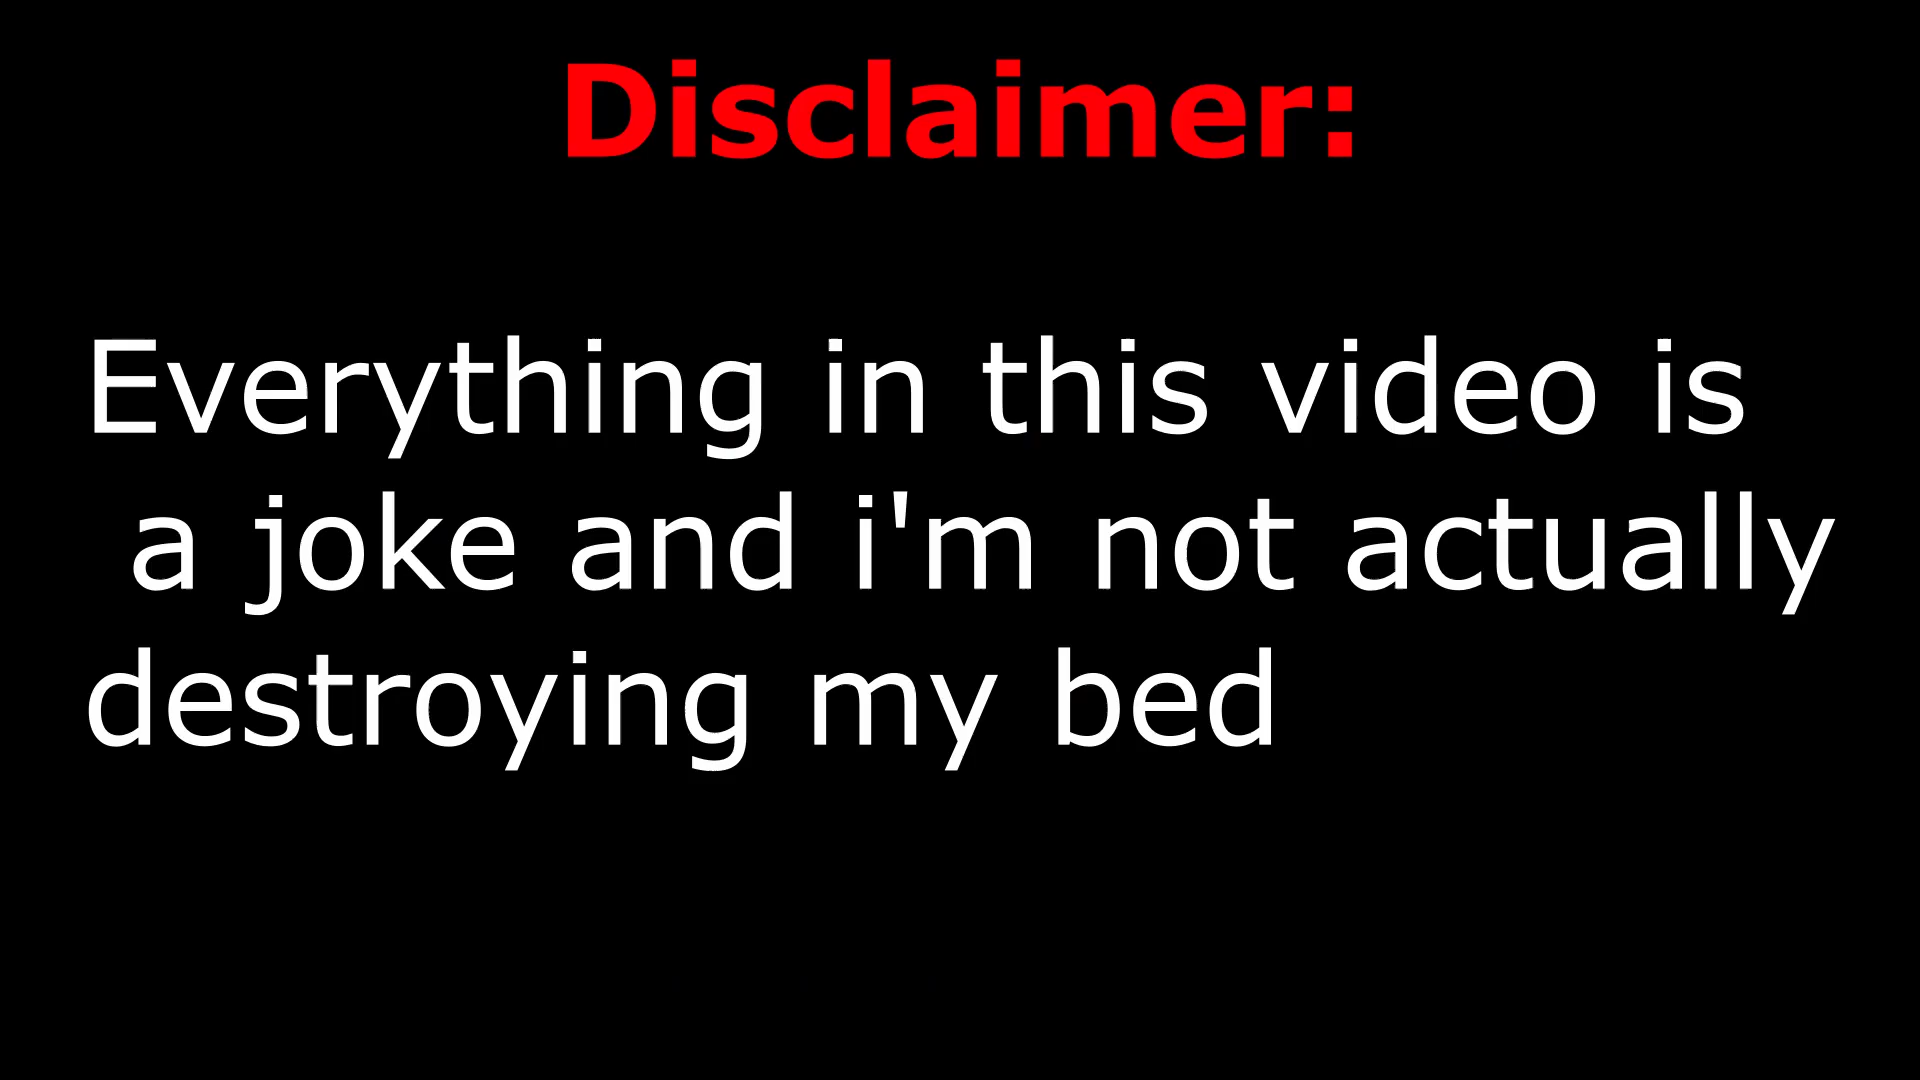 Disclaimer:
Everything in this video is
a joke and i'm not actually
destroying my bed